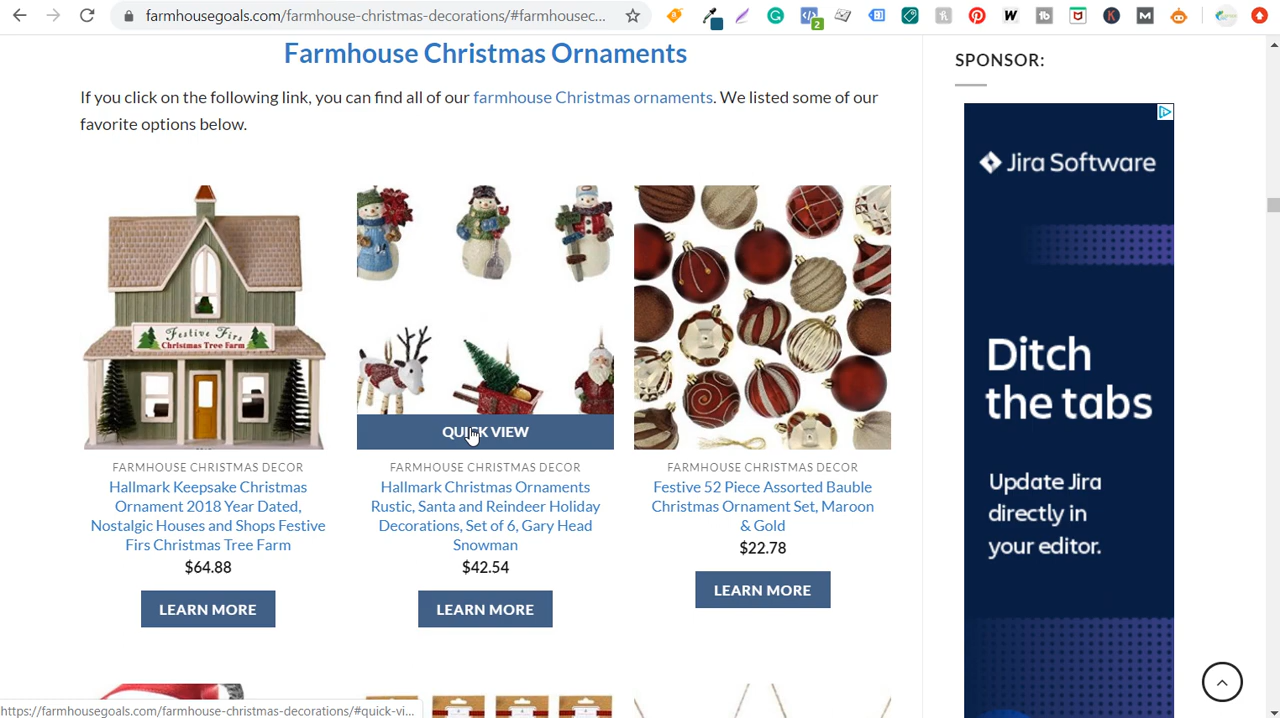 farmhousegoals.com/farmhouse-christmas-decorations/#farmhousec...
2
Farmhouse Christmas Ornaments
If you click on the following link, you can find all of our farmhouse Christmas ornaments. We listed some of our
favorite options below.
SPONSOR:
Jira Software
Ditch
the tabs
Update Jira
directly in
your editor.
Festive Firs
Christmas Tree Farm
QUICK VIEW
FARMHOUSE CHRISTMAS DECOR
Hallmark Keepsake Christmas
Ornament 2018 Year Dated,
Nostalgic Houses and Shops Festive
Firs Christmas Tree Farm
$64.88
LEARN MORE
FARMHOUSE CHRISTMAS DECOR
Hallmark Christmas Ornaments
Rustic, Santa and Reindeer Holiday
Decorations, Set of 6, Gary Head
Snowman
$42.54
LEARN MORE
FARMHOUSE CHRISTMAS DECOR
Festive 52 Piece Assorted Bauble
Christmas Ornament Set, Maroon
& Gold
$22.78
LEARN MORE
https://farmhousegoals.com/farmhouse-christmas-decorations/#quick-vi...